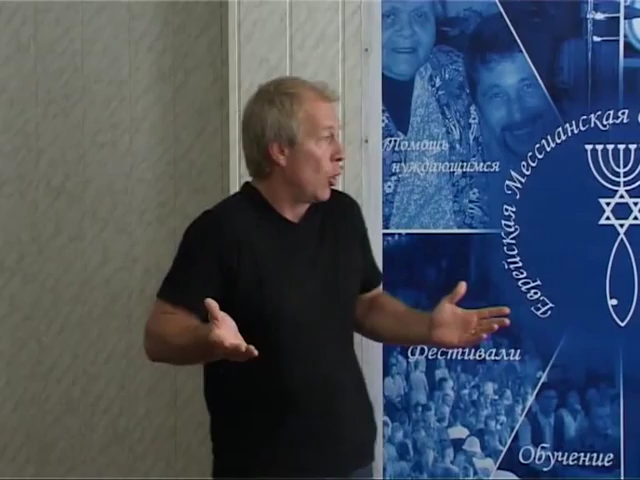 Помощь
нуждающимся
Еврейская Мессианская
Фестивали
Обучение